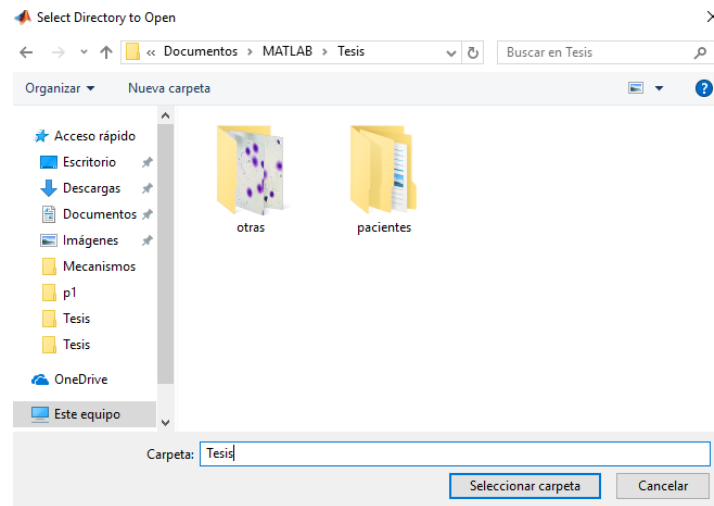 Select Directory to Open
« Documentos > MATLAB > Tesis
Buscar en Tesis
Organizar
Nueva carpeta
Acceso rápido
Escritorio
Descargas
Documentos
Imágenes
Mecanismos
p1
Tesis
Tesis
OneDrive
Este equipo
otras
pacientes
Carpeta: Tesis
Seleccionar carpeta
Cancelar